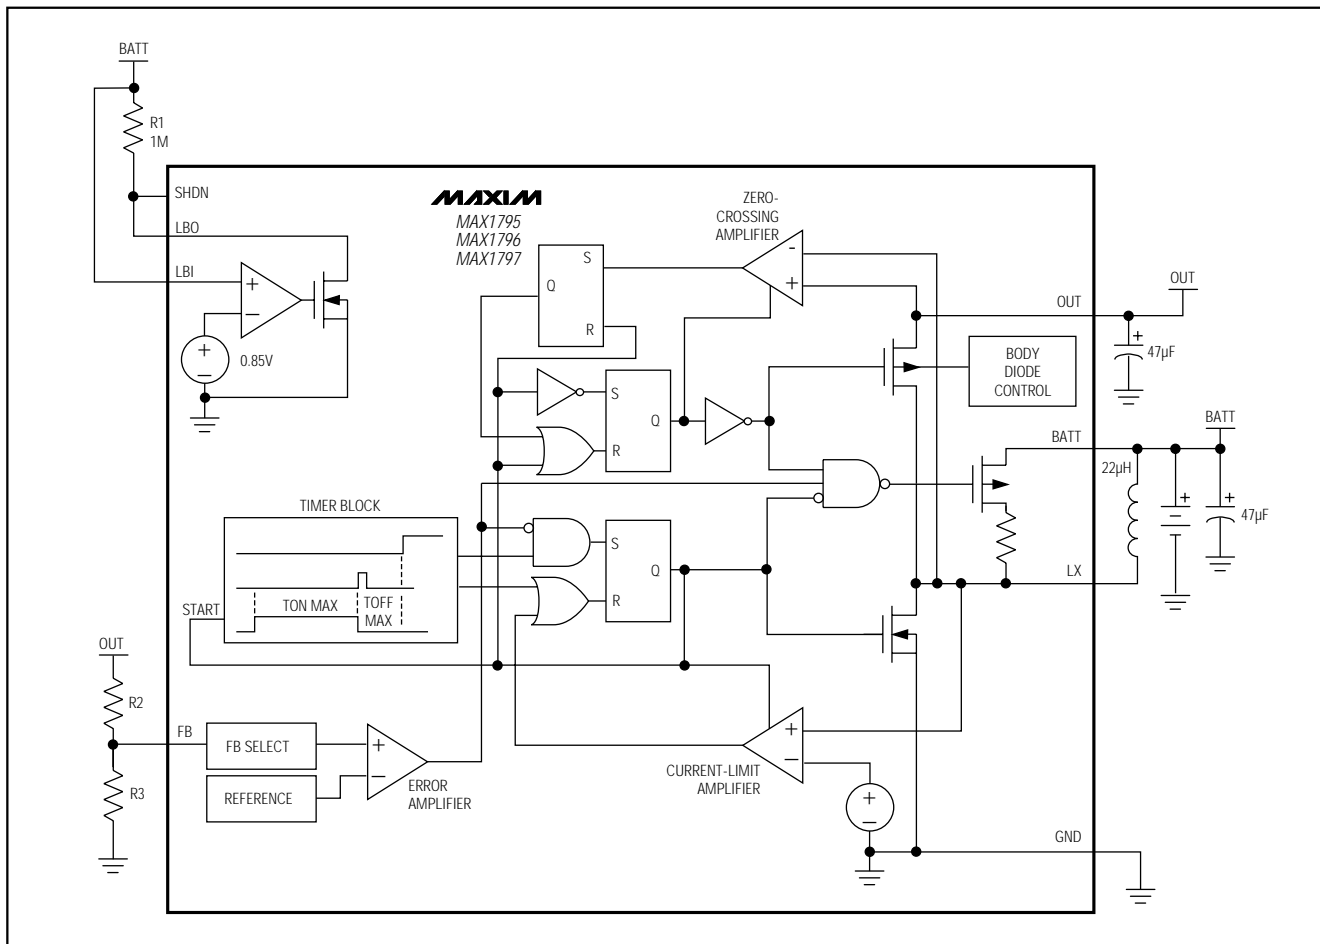 BATT
R1
1M
SHDN
LBO
LBI
+
−
+
−
0.85V
MAXIM
MAX1795
MAX1796
MAX1797
ZERO-
CROSSING
AMPLIFIER
-
+
S
Q
R
OUT
OUT
+
47µF
BODY
DIODE
CONTROL
S
Q
R
BATT
BATT
22µH
+
+
47µF
TIMER BLOCK
START
TON MAX
TOFF
MAX
S
Q
R
LX
OUT
R2
FB
FB SELECT
REFERENCE
R3
+
−
ERROR
AMPLIFIER
CURRENT-LIMIT
AMPLIFIER
+
−
+
−
GND